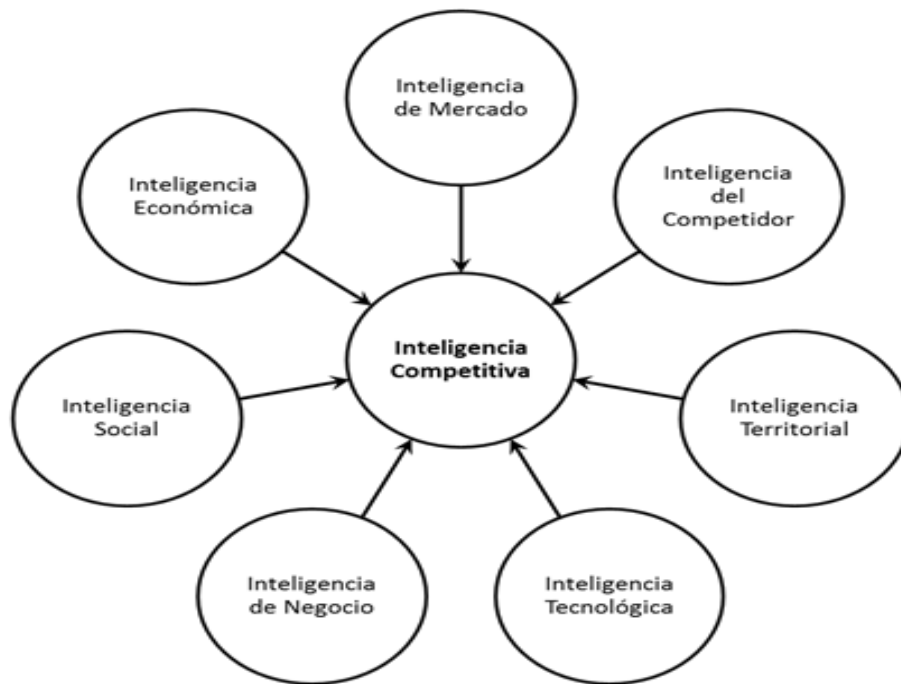 Inteligencia
de Mercado
Inteligencia
Económica
Inteligencia
del
Competidor
Inteligencia
Competitiva
Inteligencia
Social
Inteligencia
Territorial
Inteligencia
de Negocio
Inteligencia
Tecnológica